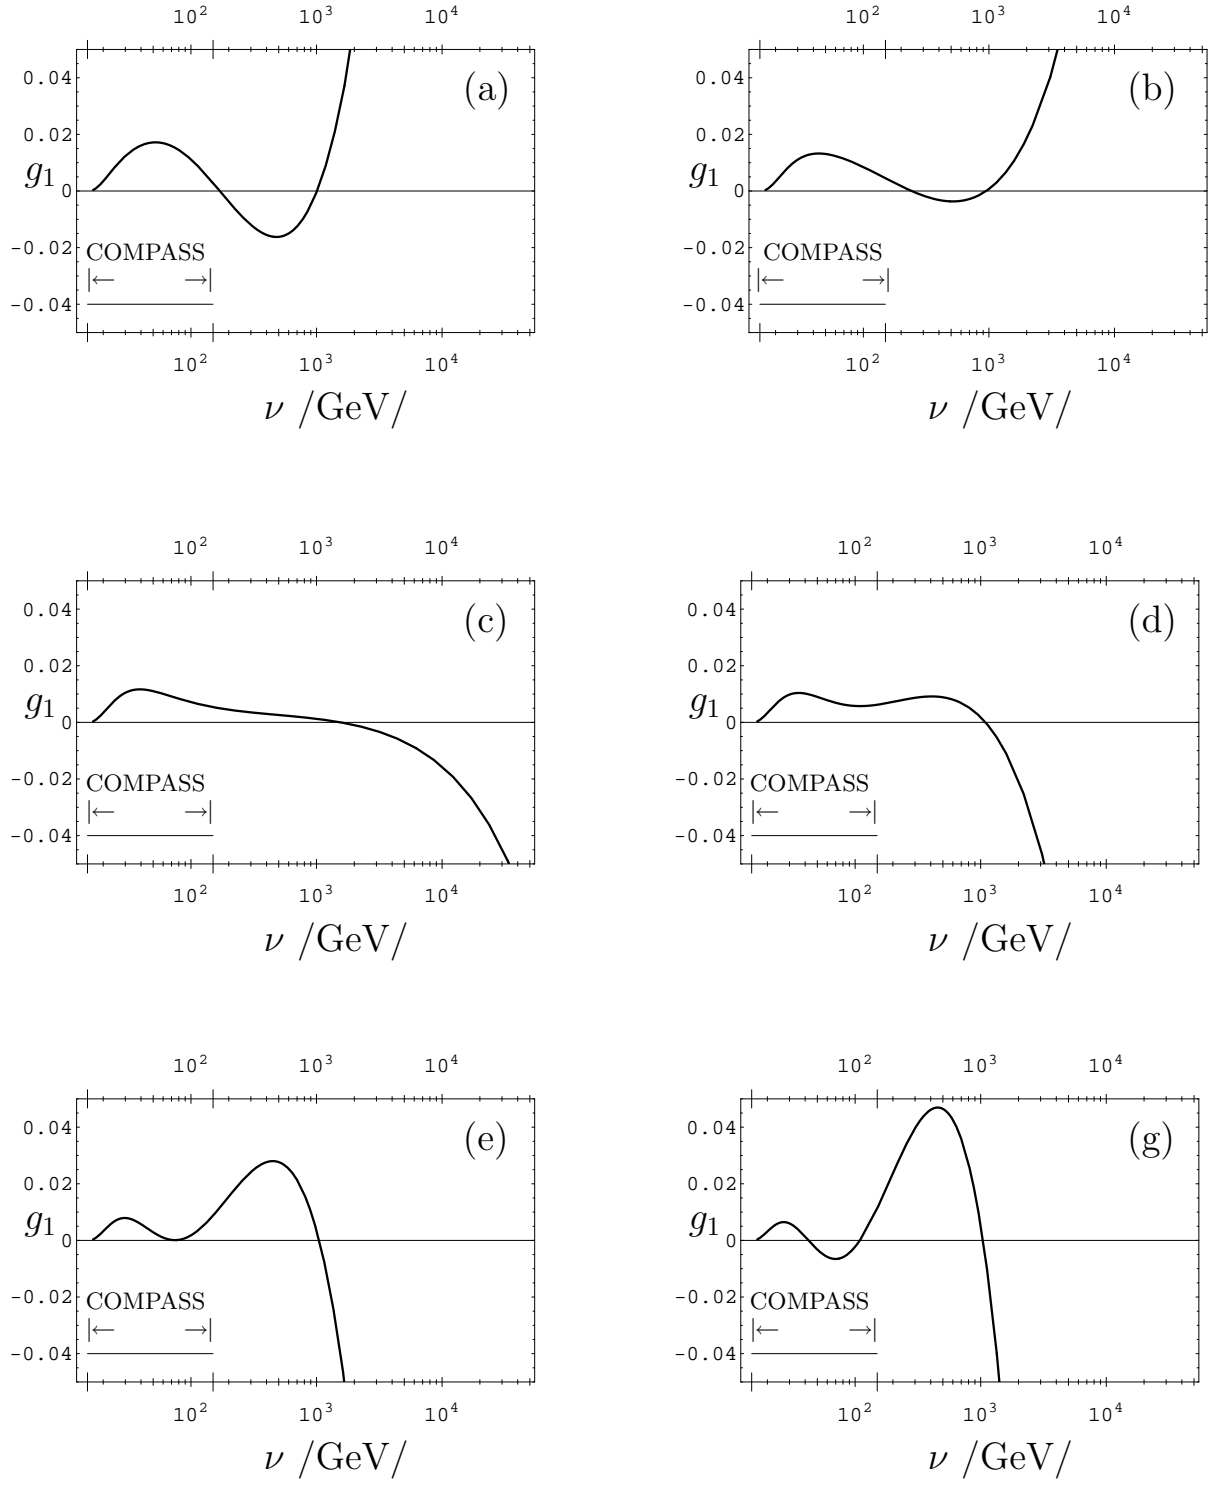 10² 10³ 10⁴ 10² 10³ 10⁴
0.04 (a) 0.04 (b)
0.02 0.02
g₁ 0 g₁ 0
-0.02 -0.02
COMPASS COMPASS
|← →| |← →|
-0.04 -0.04
10² 10³ 10⁴ 10² 10³ 10⁴
ν /GeV/ ν /GeV/
10² 10³ 10⁴ 10² 10³ 10⁴
0.04 (c) 0.04 (d)
0.02 0.02
g₁ 0 g₁ 0
-0.02 -0.02
COMPASS COMPASS
|← →| |← →|
-0.04 -0.04
10² 10³ 10⁴ 10² 10³ 10⁴
ν /GeV/ ν /GeV/
10² 10³ 10⁴ 10² 10³ 10⁴
0.04 (e) 0.04 (g)
0.02 0.02
g₁ 0 g₁ 0
-0.02 -0.02
COMPASS COMPASS
|← →| |← →|
-0.04 -0.04
10² 10³ 10⁴ 10² 10³ 10⁴
ν /GeV/ ν /GeV/